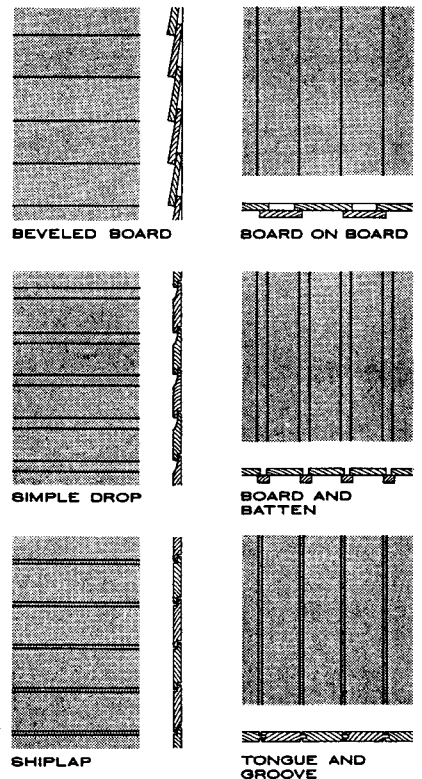 BEVELED BOARD
BOARD ON BOARD
SIMPLE DROP
BOARD AND
BATTEN
SHIPLAP
TONGUE AND
GROOVE